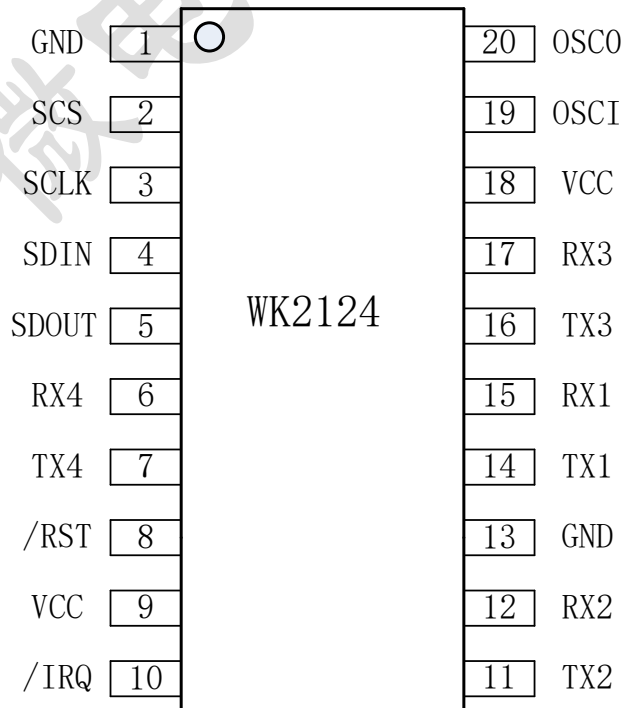 GND 1 20 OSCO
SCS 2 19 OSCI
SCLK 3 18 VCC
SDIN 4 17 RX3
WK2124
SDOUT 5 16 TX3
RX4 6 15 RX1
TX4 7 14 TX1
/RST 8 13 GND
VCC 9 12 RX2
/IRQ 10 11 TX2
微电